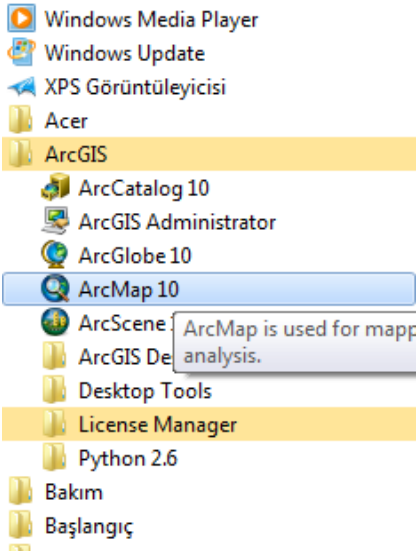 Windows Media Player
Windows Update
XPS Görüntüleyicisi
Acer
ArcGIS
ArcCatalog 10
ArcGIS Administrator
ArcGlobe 10
ArcMap 10
ArcScene
ArcMap is used for mapp
ArcGIS De
analysis.
Desktop Tools
License Manager
Python 2.6
Bakım
Başlangıç